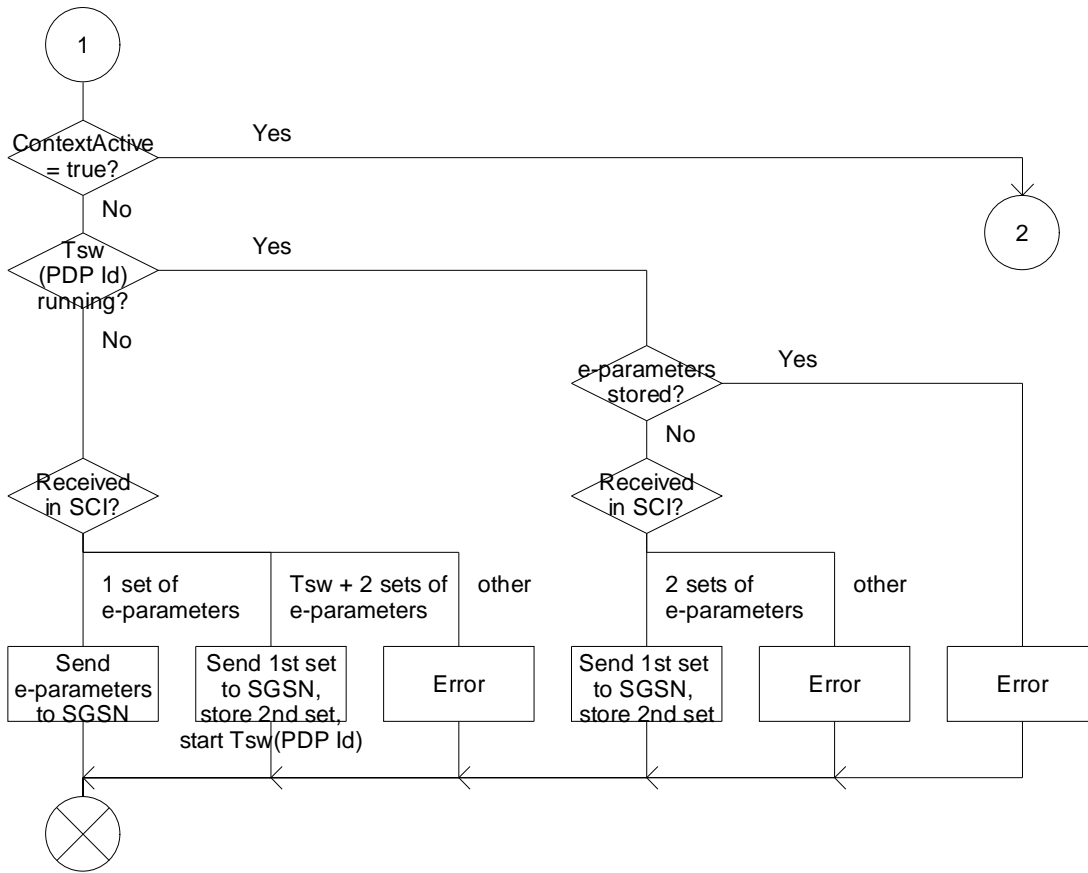 1
ContextActive
= true?
Yes
No
2
Tsw
(PDP Id)
running?
Yes
No
e-parameters
stored?
Yes
No
Received
in SCI?
Received
in SCI?
1 set of
e-parameters
Tsw + 2 sets of
e-parameters
other
2 sets of
e-parameters
other
Send
e-parameters
to SGSN
Send 1st set
to SGSN,
store 2nd set,
start Tsw(PDP Id)
Error
Send 1st set
to SGSN,
store 2nd set
Error
Error